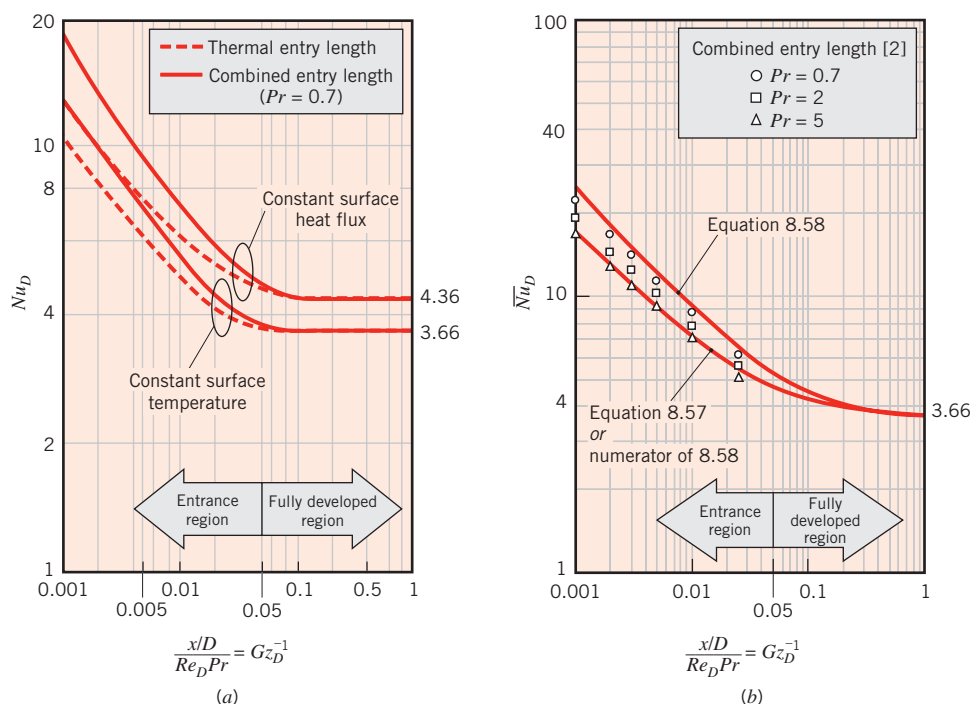 20
10
8
4
2
1
Nu_D
Thermal entry length
Combined entry length
(Pr = 0.7)
Constant surface
heat flux
4.36
3.66
Constant surface
temperature
Entrance
region
Fully developed
region
0.001
0.005
0.01
0.05
0.1
0.5
1
x/D / Re_D Pr = Gz_D^-1
(a)
100
40
10
4
1
N̅u̅_D
Combined entry length [2]
Pr = 0.7
Pr = 2
Pr = 5
Equation 8.58
3.66
Equation 8.57
or
numerator of 8.58
Entrance
region
Fully
developed
region
0.001
0.01
0.05
0.1
1
x/D / Re_D Pr = Gz_D^-1
(b)